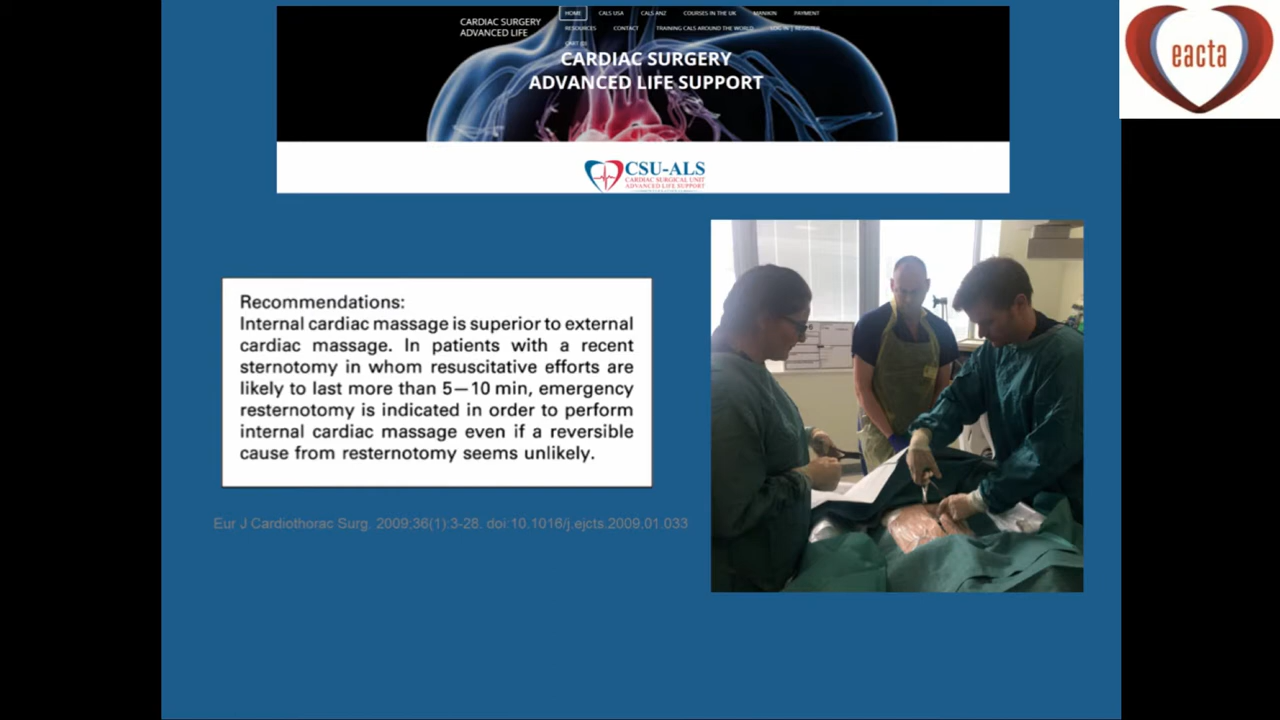 CARDIAC SURGERY
ADVANCED LIFE
HOME CALS USA CALS ANZ COURSES IN THE UK MANIKIN PAYMENT
RESOURCES CONTACT TRAINING CALS AROUND THE WORLD LOG IN | REGISTER
CARDIAC SURGERY
ADVANCED LIFE SUPPORT
eacta
CSU-ALS
CARDIAC SURGICAL UNIT
ADVANCED LIFE SUPPORT
Recommendations:
Internal cardiac massage is superior to external
cardiac massage. In patients with a recent
sternotomy in whom resuscitative efforts are
likely to last more than 5–10 min, emergency
resternotomy is indicated in order to perform
internal cardiac massage even if a reversible
cause from resternotomy seems unlikely.
Eur J Cardiothorac Surg. 2009;36(1):3-28. doi:10.1016/j.ejcts.2009.01.033